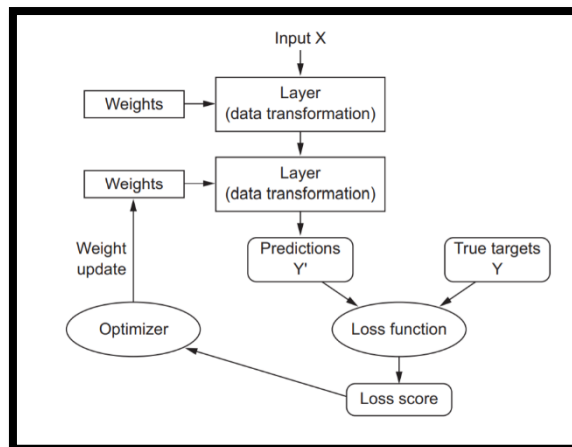 Input X
Weights
Layer
(data transformation)
Weights
Layer
(data transformation)
Weight
update
Predictions
Y'
True targets
Y
Optimizer
Loss function
Loss score